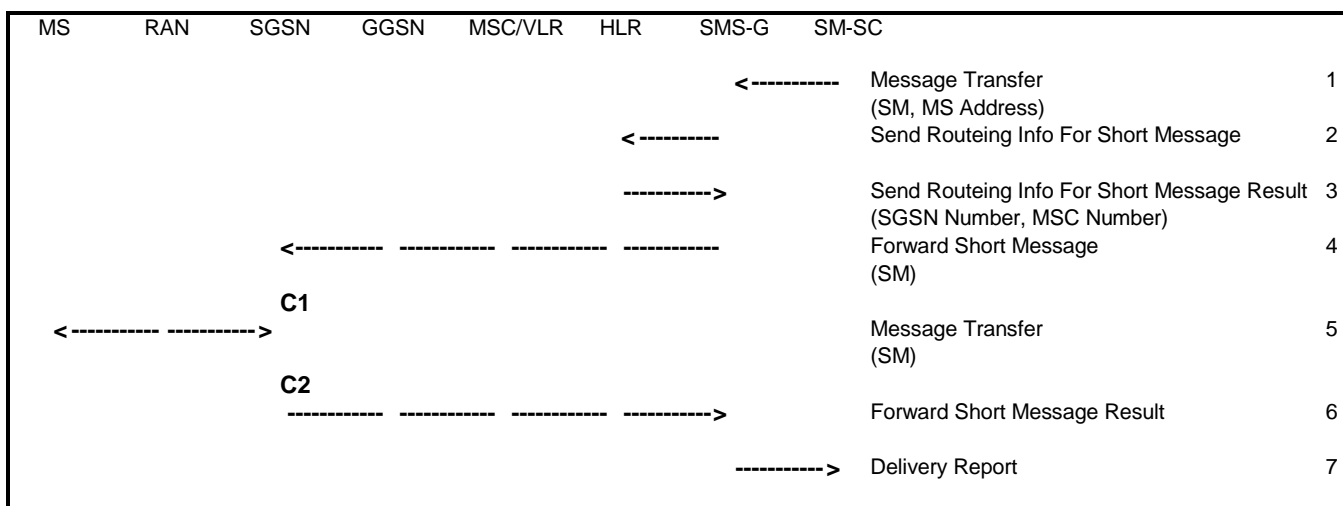 MS RAN SGSN GGSN MSC/VLR HLR SMS-G SM-SC
Message Transfer 1
(SM, MS Address)
Send Routeing Info For Short Message 2
Send Routeing Info For Short Message Result 3
(SGSN Number, MSC Number)
Forward Short Message 4
(SM)
C1
Message Transfer 5
(SM)
C2
Forward Short Message Result 6
Delivery Report 7